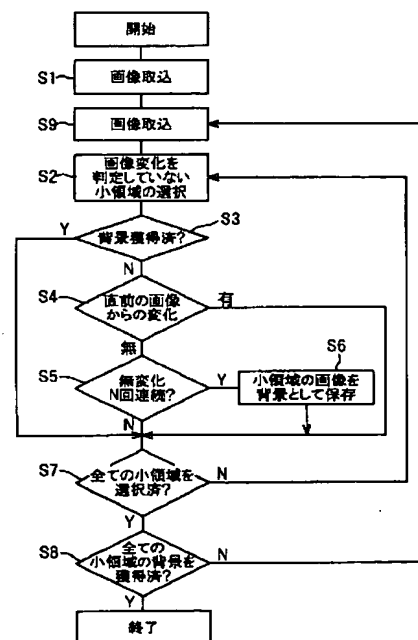 開始
S1
画像取込
S9
画像取込
S2
画像変化を
判定していない
小領域の選択
S3
Y
背景獲得済?
N
S4
直前の画像
からの変化
有
無
S5
無変化
N回連続?
Y
S6
小領域の画像を
背景として保存
N
S7
全ての小領域を
選択済?
N
Y
S8
全ての
小領域の背景を
獲得済?
N
Y
終了